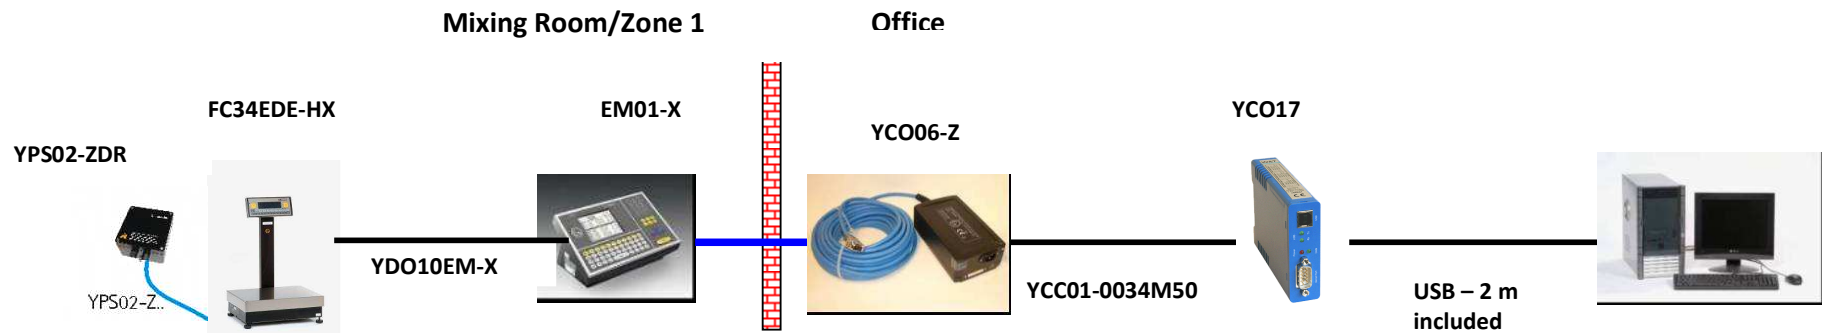 Mixing Room/Zone 1
Office
FC34EDE-HX
EM01-X
YCO17
YCO06-Z
YPS02-ZDR
YDO10EM-X
YPS02-Z..
YCC01-0034M50
USB – 2 m
included